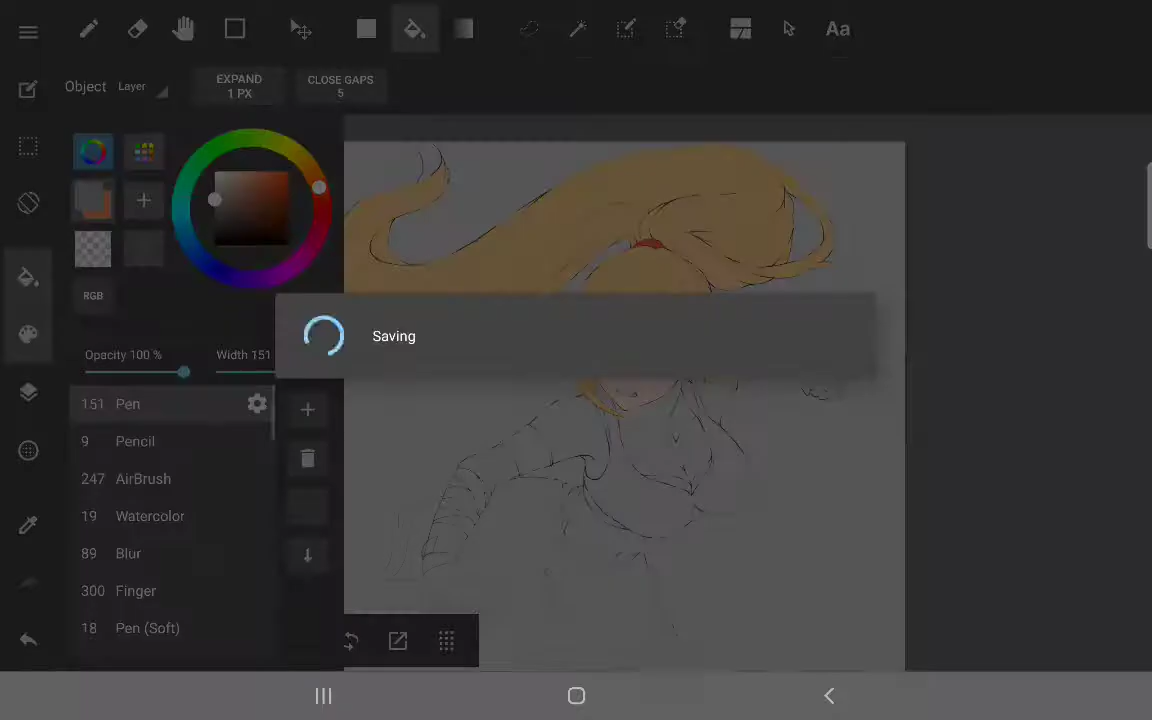 Aa
Object Layer
EXPAND
1 PX
CLOSE GAPS
5
RGB
Opacity 100 %
Width 151
Saving
151 Pen
9 Pencil
247 AirBrush
19 Watercolor
89 Blur
300 Finger
18 Pen (Soft)